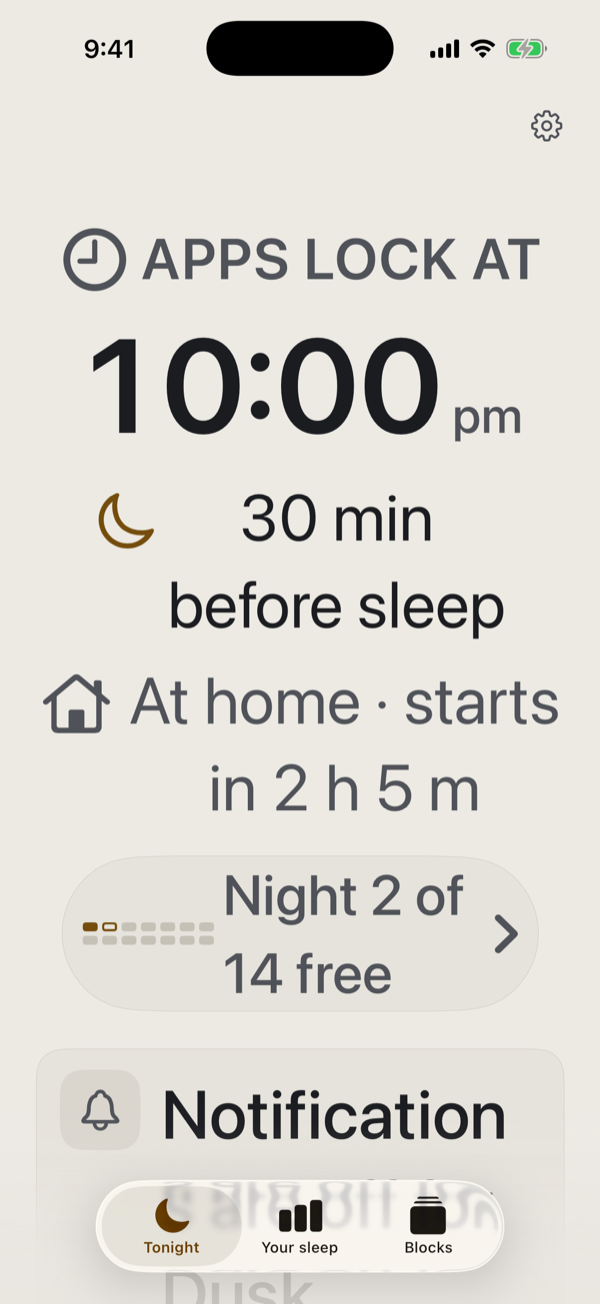 9:41
APPS LOCK AT
10:00 pm
30 min
before sleep
At home · starts
in 2 h 5 m
Night 2 of
14 free
Notification
Dusk
Tonight
Your sleep
Blocks